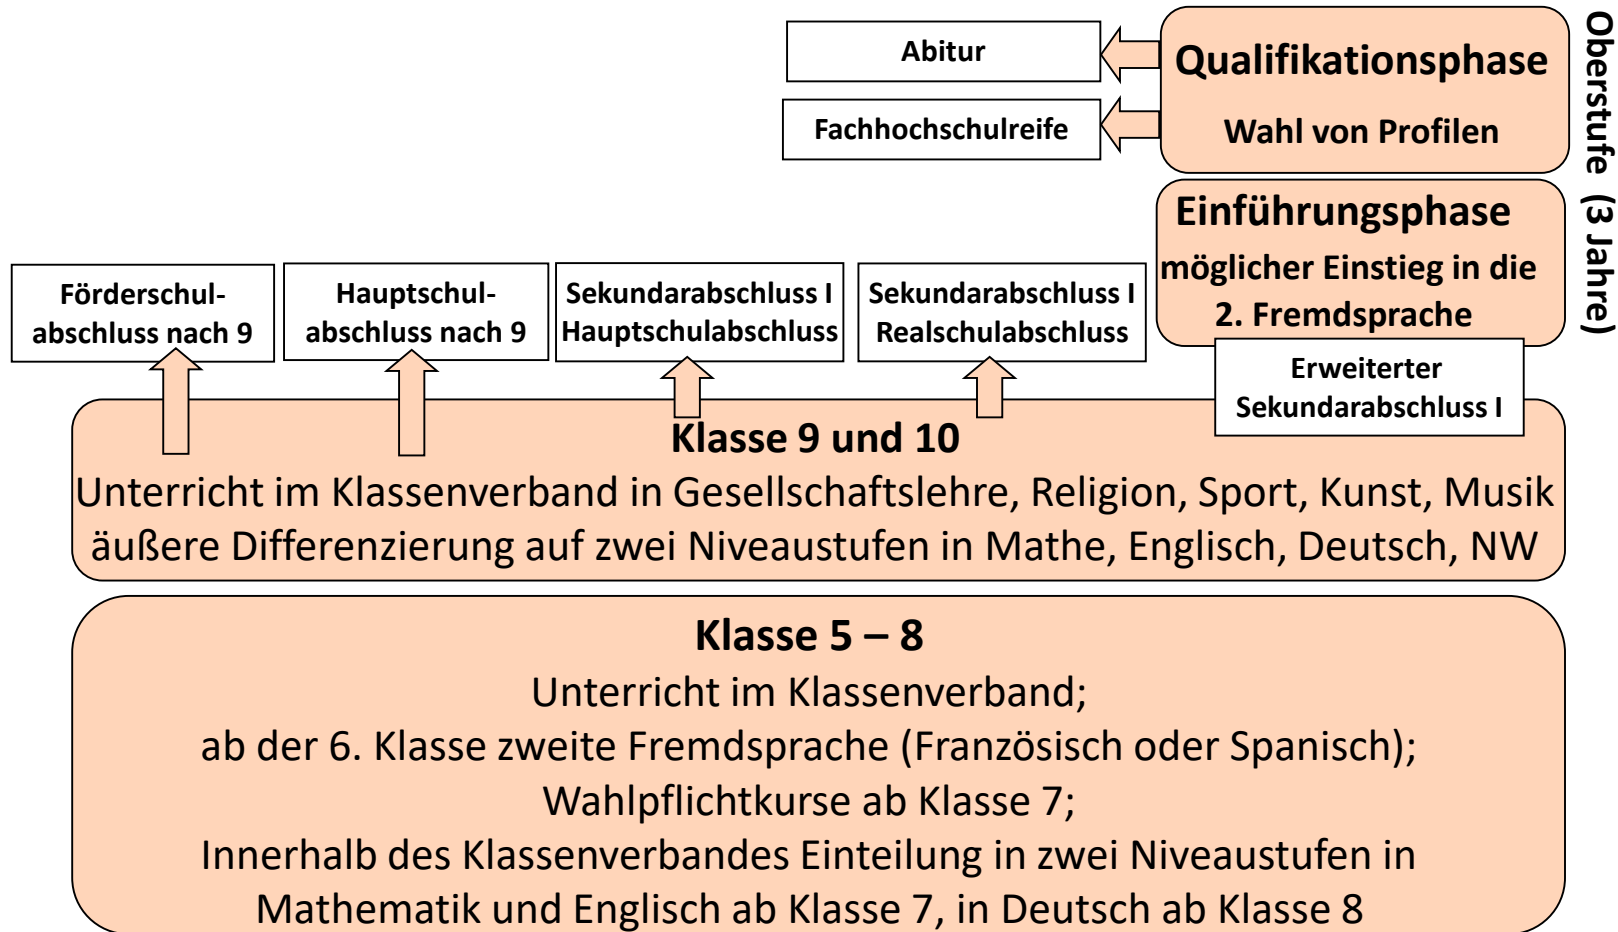 Abitur
Qualifikationsphase
Fachhochschulreife
Wahl von Profilen
Oberstufe (3 Jahre)
Einführungsphase
möglicher Einstieg in die
2. Fremdsprache
Förderschul-
abschluss nach 9
Hauptschul-
abschluss nach 9
Sekundarabschluss I
Hauptschulabschluss
Sekundarabschluss I
Realschulabschluss
Erweiterter
Sekundarabschluss I
Klasse 9 und 10
Unterricht im Klassenverband in Gesellschaftslehre, Religion, Sport, Kunst, Musik
äußere Differenzierung auf zwei Niveaustufen in Mathe, Englisch, Deutsch, NW
Klasse 5 – 8
Unterricht im Klassenverband;
ab der 6. Klasse zweite Fremdsprache (Französisch oder Spanisch);
Wahlpflichtkurse ab Klasse 7;
Innerhalb des Klassenverbandes Einteilung in zwei Niveaustufen in
Mathematik und Englisch ab Klasse 7, in Deutsch ab Klasse 8